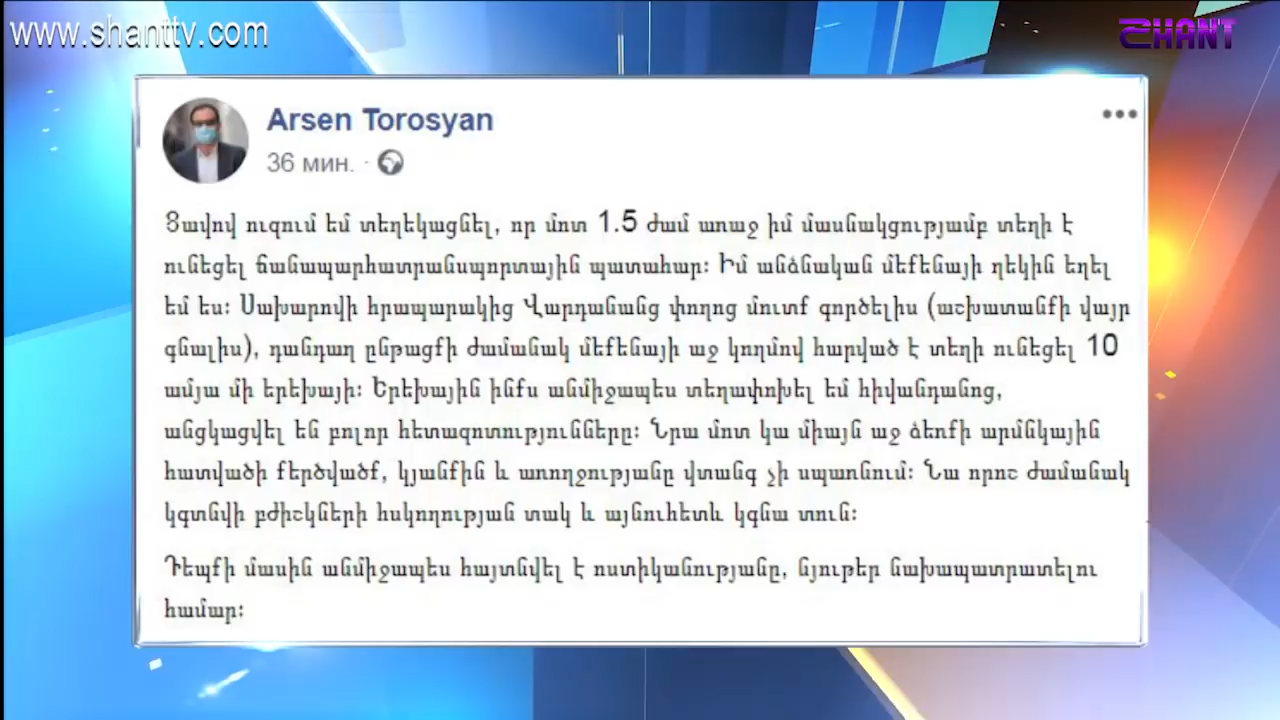 www.shanttv.com
SHANT
Arsen Torosyan
36 мин. ·
Ցավով ուզում եմ տեղեկացնել, որ մոտ 1.5 ժամ առաջ իմ մասնակցությամբ տեղի է
ունեցել ճանապարհատրանսպորտային պատահար։ Իմ անձնական մեքենայի ղեկին եղել
եմ ես։ Սախարովի հրապարակից Վարդանանց փողոց մուտք գործելիս (աշխատանքի վայր
գնալիս), դանդաղ ընթացքի ժամանակ մեքենայի աջ կողմով հարված է տեղի ունեցել 10
ամյա մի երեխայի։ Երեխային ինքս անմիջապես տեղափոխել եմ հիվանդանոց,
անցկացվել են բոլոր հետազոտությունները։ Նրա մոտ կա միայն աջ ձեռքի արմնկային
հատվածի քերծվածք, կյանքին և առողջությանը վտանգ չի սպառնում։ Նա որոշ ժամանակ
կգտնվի բժիշկների հսկողության տակ և այնուհետև կգնա տուն։
Դեպքի մասին անմիջապես հայտնվել է ոստիկանությանը, նյութեր նախապատրատելու
համար։